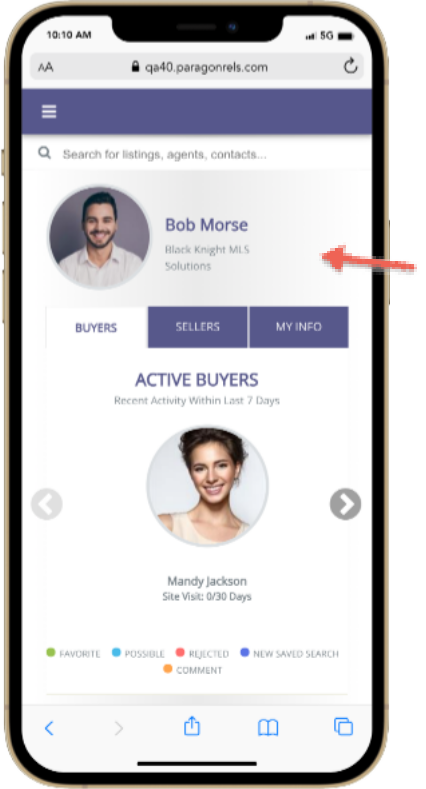 10:10 AM
5G
AA
qa40.paragonrels.com
Search for listings, agents, contacts...
Bob Morse
Black Knight MLS
Solutions
BUYERS
SELLERS
MY INFO
ACTIVE BUYERS
Recent Activity Within Last 7 Days
Mandy Jackson
Site Visit: 0/30 Days
FAVORITE
POSSIBLE
REJECTED
NEW SAVED SEARCH
COMMENT